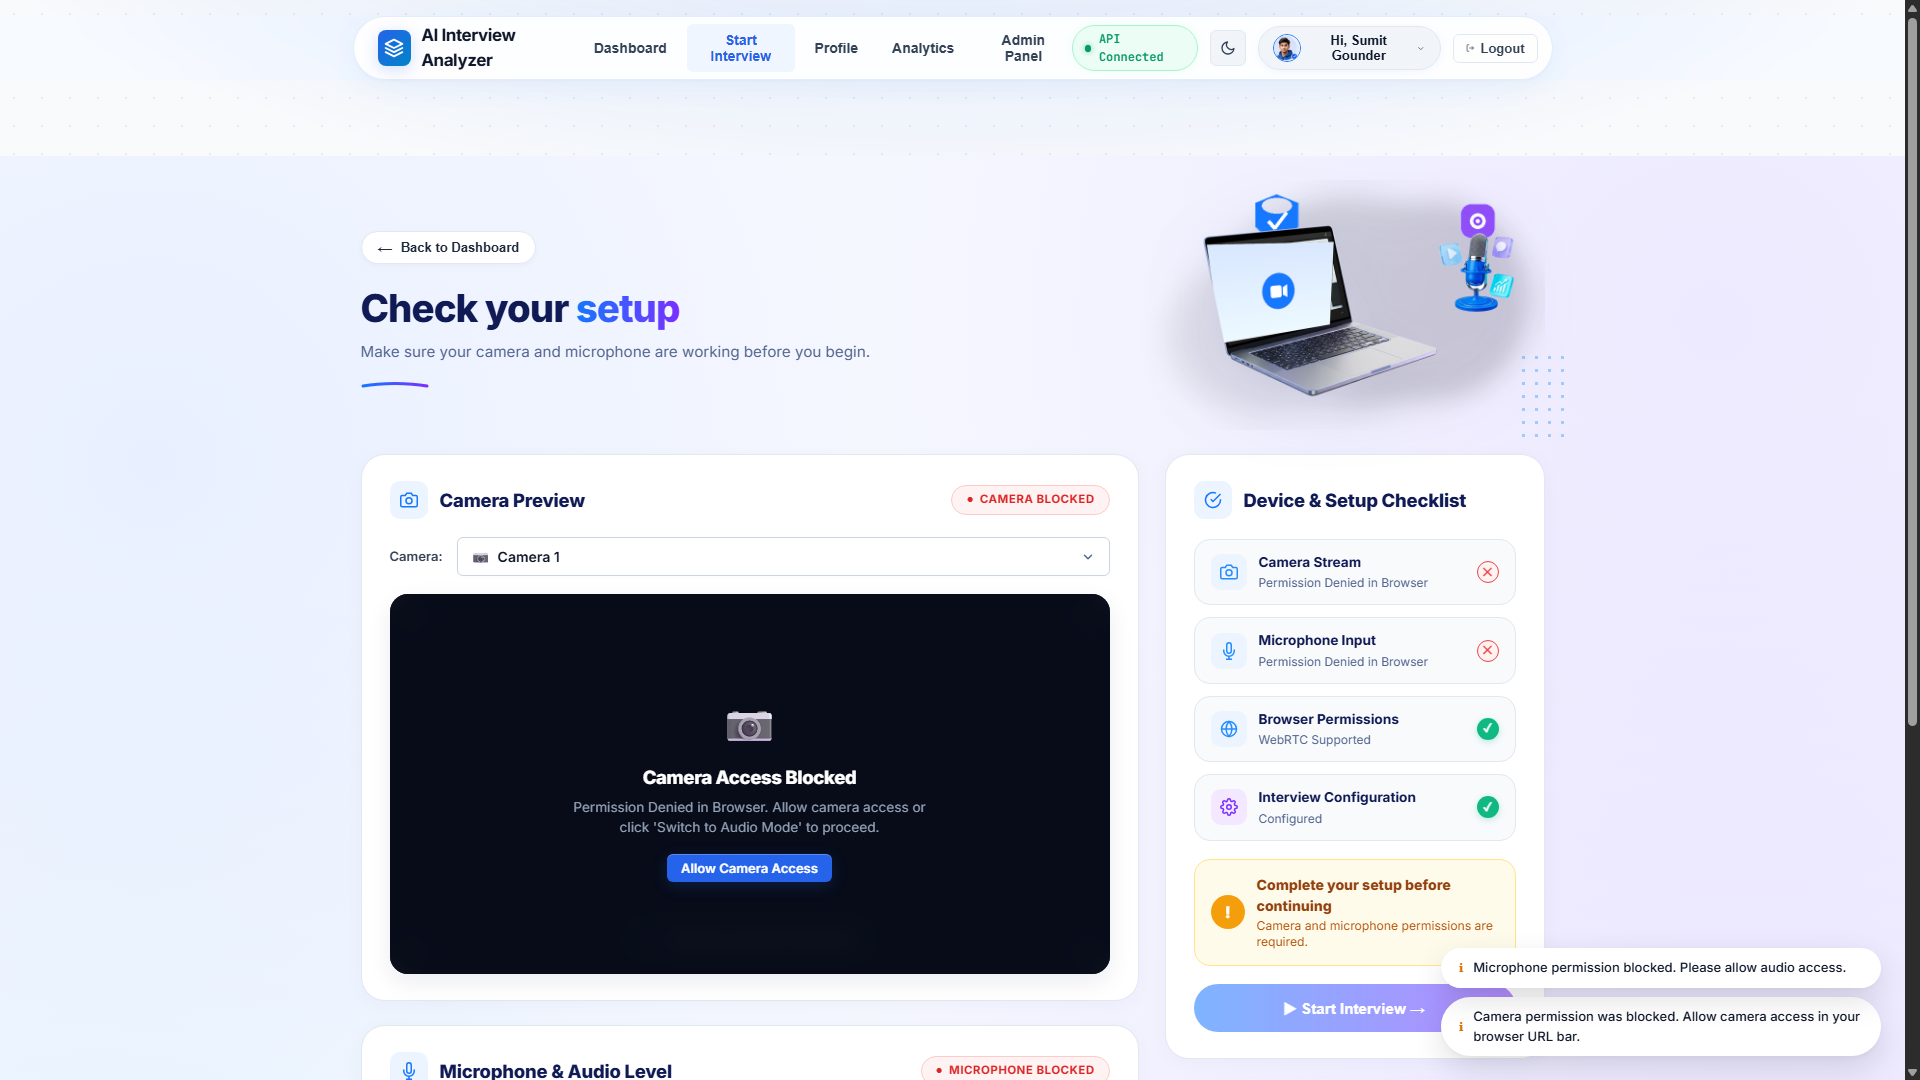 AI Interview
Analyzer
Dashboard
Start
Interview
Profile
Analytics
Admin
Panel
API
Connected
Hi, Sumit
Gounder
Logout
← Back to Dashboard
Check your setup
Make sure your camera and microphone are working before you begin.
Camera Preview
CAMERA BLOCKED
Camera:
Camera 1
Camera Access Blocked
Permission Denied in Browser. Allow camera access or
click 'Switch to Audio Mode' to proceed.
Allow Camera Access
Microphone & Audio Level
MICROPHONE BLOCKED
Device & Setup Checklist
Camera Stream
Permission Denied in Browser
Microphone Input
Permission Denied in Browser
Browser Permissions
WebRTC Supported
Interview Configuration
Configured
Complete your setup before
continuing
Camera and microphone permissions are
required.
▶ Start Interview →
Microphone permission blocked. Please allow audio access.
Camera permission was blocked. Allow camera access in your
browser URL bar.